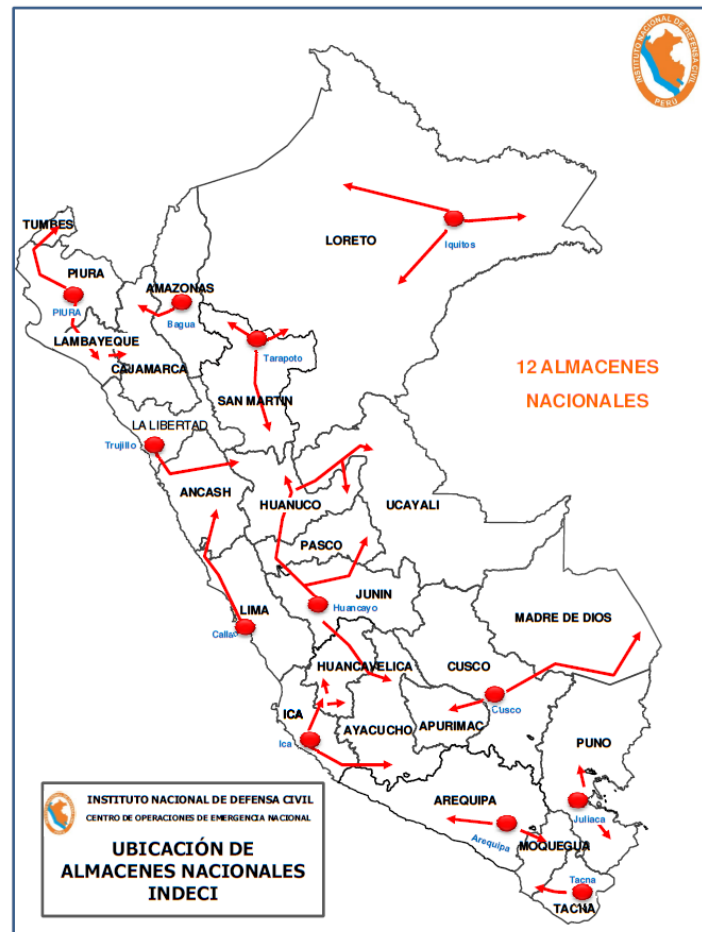 INSTITUTO NACIONAL DE DEFENSA CIVIL
PERU
TUMBES
LORETO
Iquitos
PIURA
AMAZONAS
PIURA
Bagua
LAMBAYEQUE
CAJAMARCA
Tarapoto
12 ALMACENES
NACIONALES
SAN MARTIN
LA LIBERTAD
Trujillo
ANCASH
HUANUCO
UCAYALI
PASCO
JUNIN
Huancayo
LIMA
Callao
MADRE DE DIOS
HUANCAVELICA
CUSCO
Cusco
ICA
Ica
AYACUCHO
APURIMAC
PUNO
AREQUIPA
Juliaca
Arequipa
MOQUEGUA
Tacna
TACNA
INSTITUTO NACIONAL DE DEFENSA CIVIL
CENTRO DE OPERACIONES DE EMERGENCIA NACIONAL
UBICACIÓN DE
ALMACENES NACIONALES
INDECI